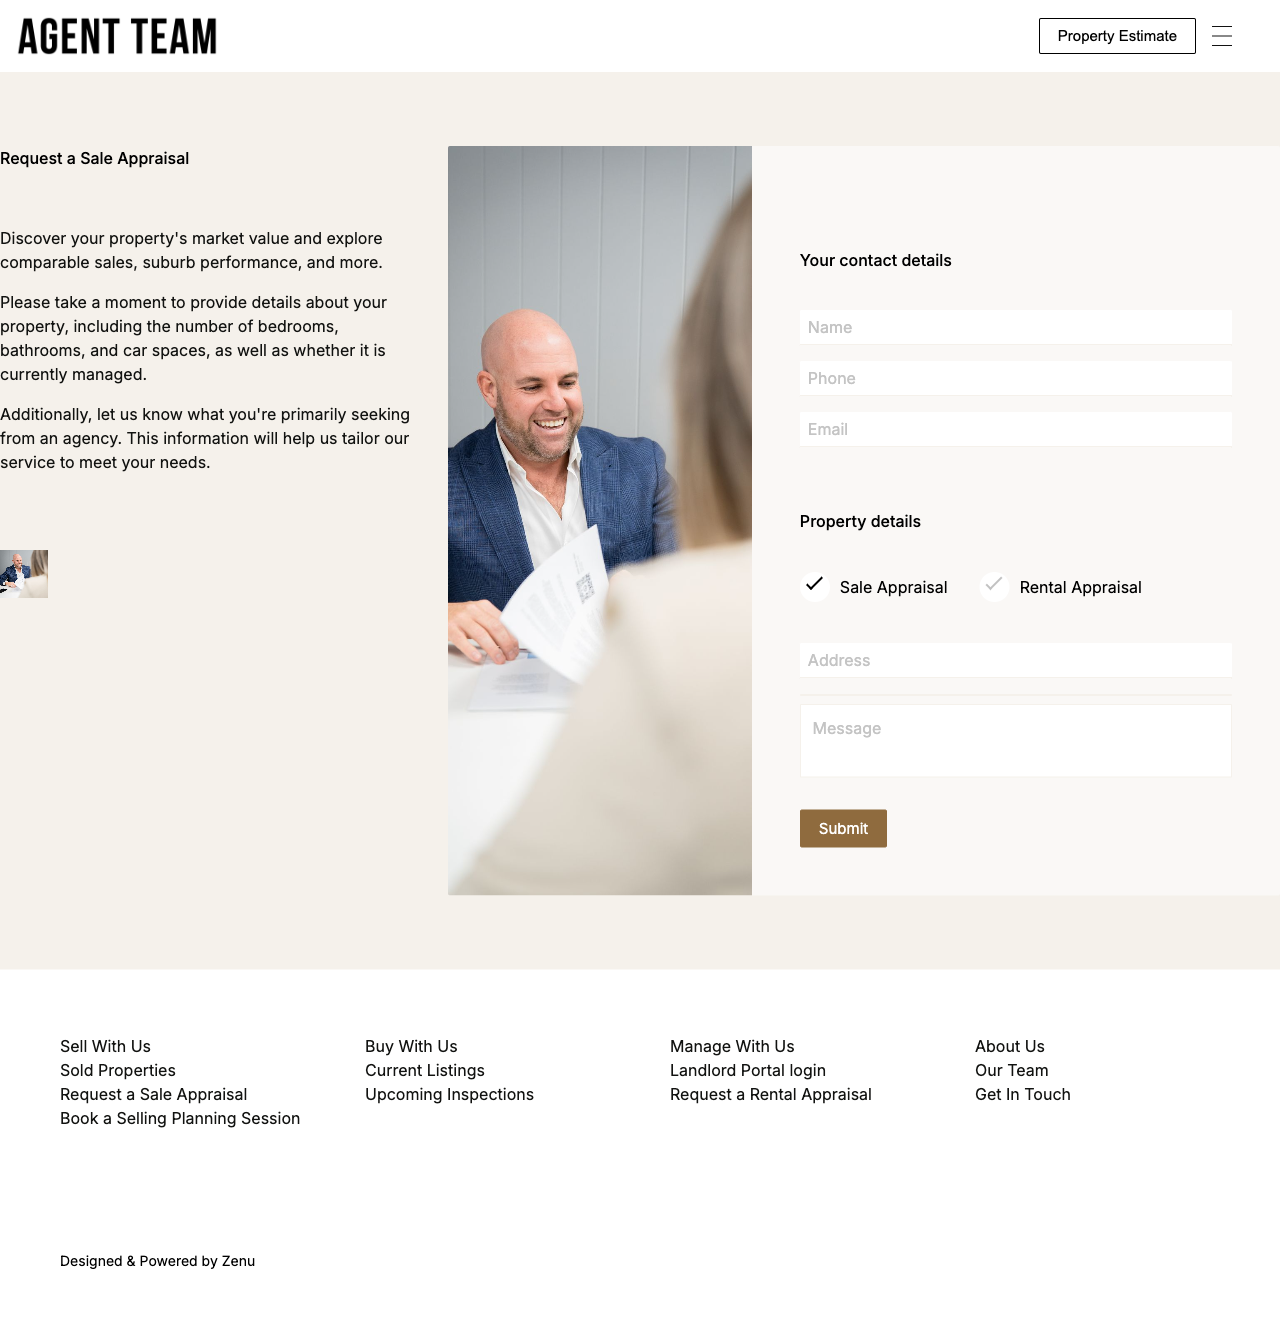 AGENT TEAM
Property Estimate
Request a Sale Appraisal
Discover your property's market value and explore
comparable sales, suburb performance, and more.
Please take a moment to provide details about your
property, including the number of bedrooms,
bathrooms, and car spaces, as well as whether it is
currently managed.
Additionally, let us know what you're primarily seeking
from an agency. This information will help us tailor our
service to meet your needs.
Your contact details
Name
Phone
Email
Property details
Sale Appraisal
Rental Appraisal
Address
Message
Submit
Sell With Us
Sold Properties
Request a Sale Appraisal
Book a Selling Planning Session
Buy With Us
Current Listings
Upcoming Inspections
Manage With Us
Landlord Portal login
Request a Rental Appraisal
About Us
Our Team
Get In Touch
Designed & Powered by Zenu